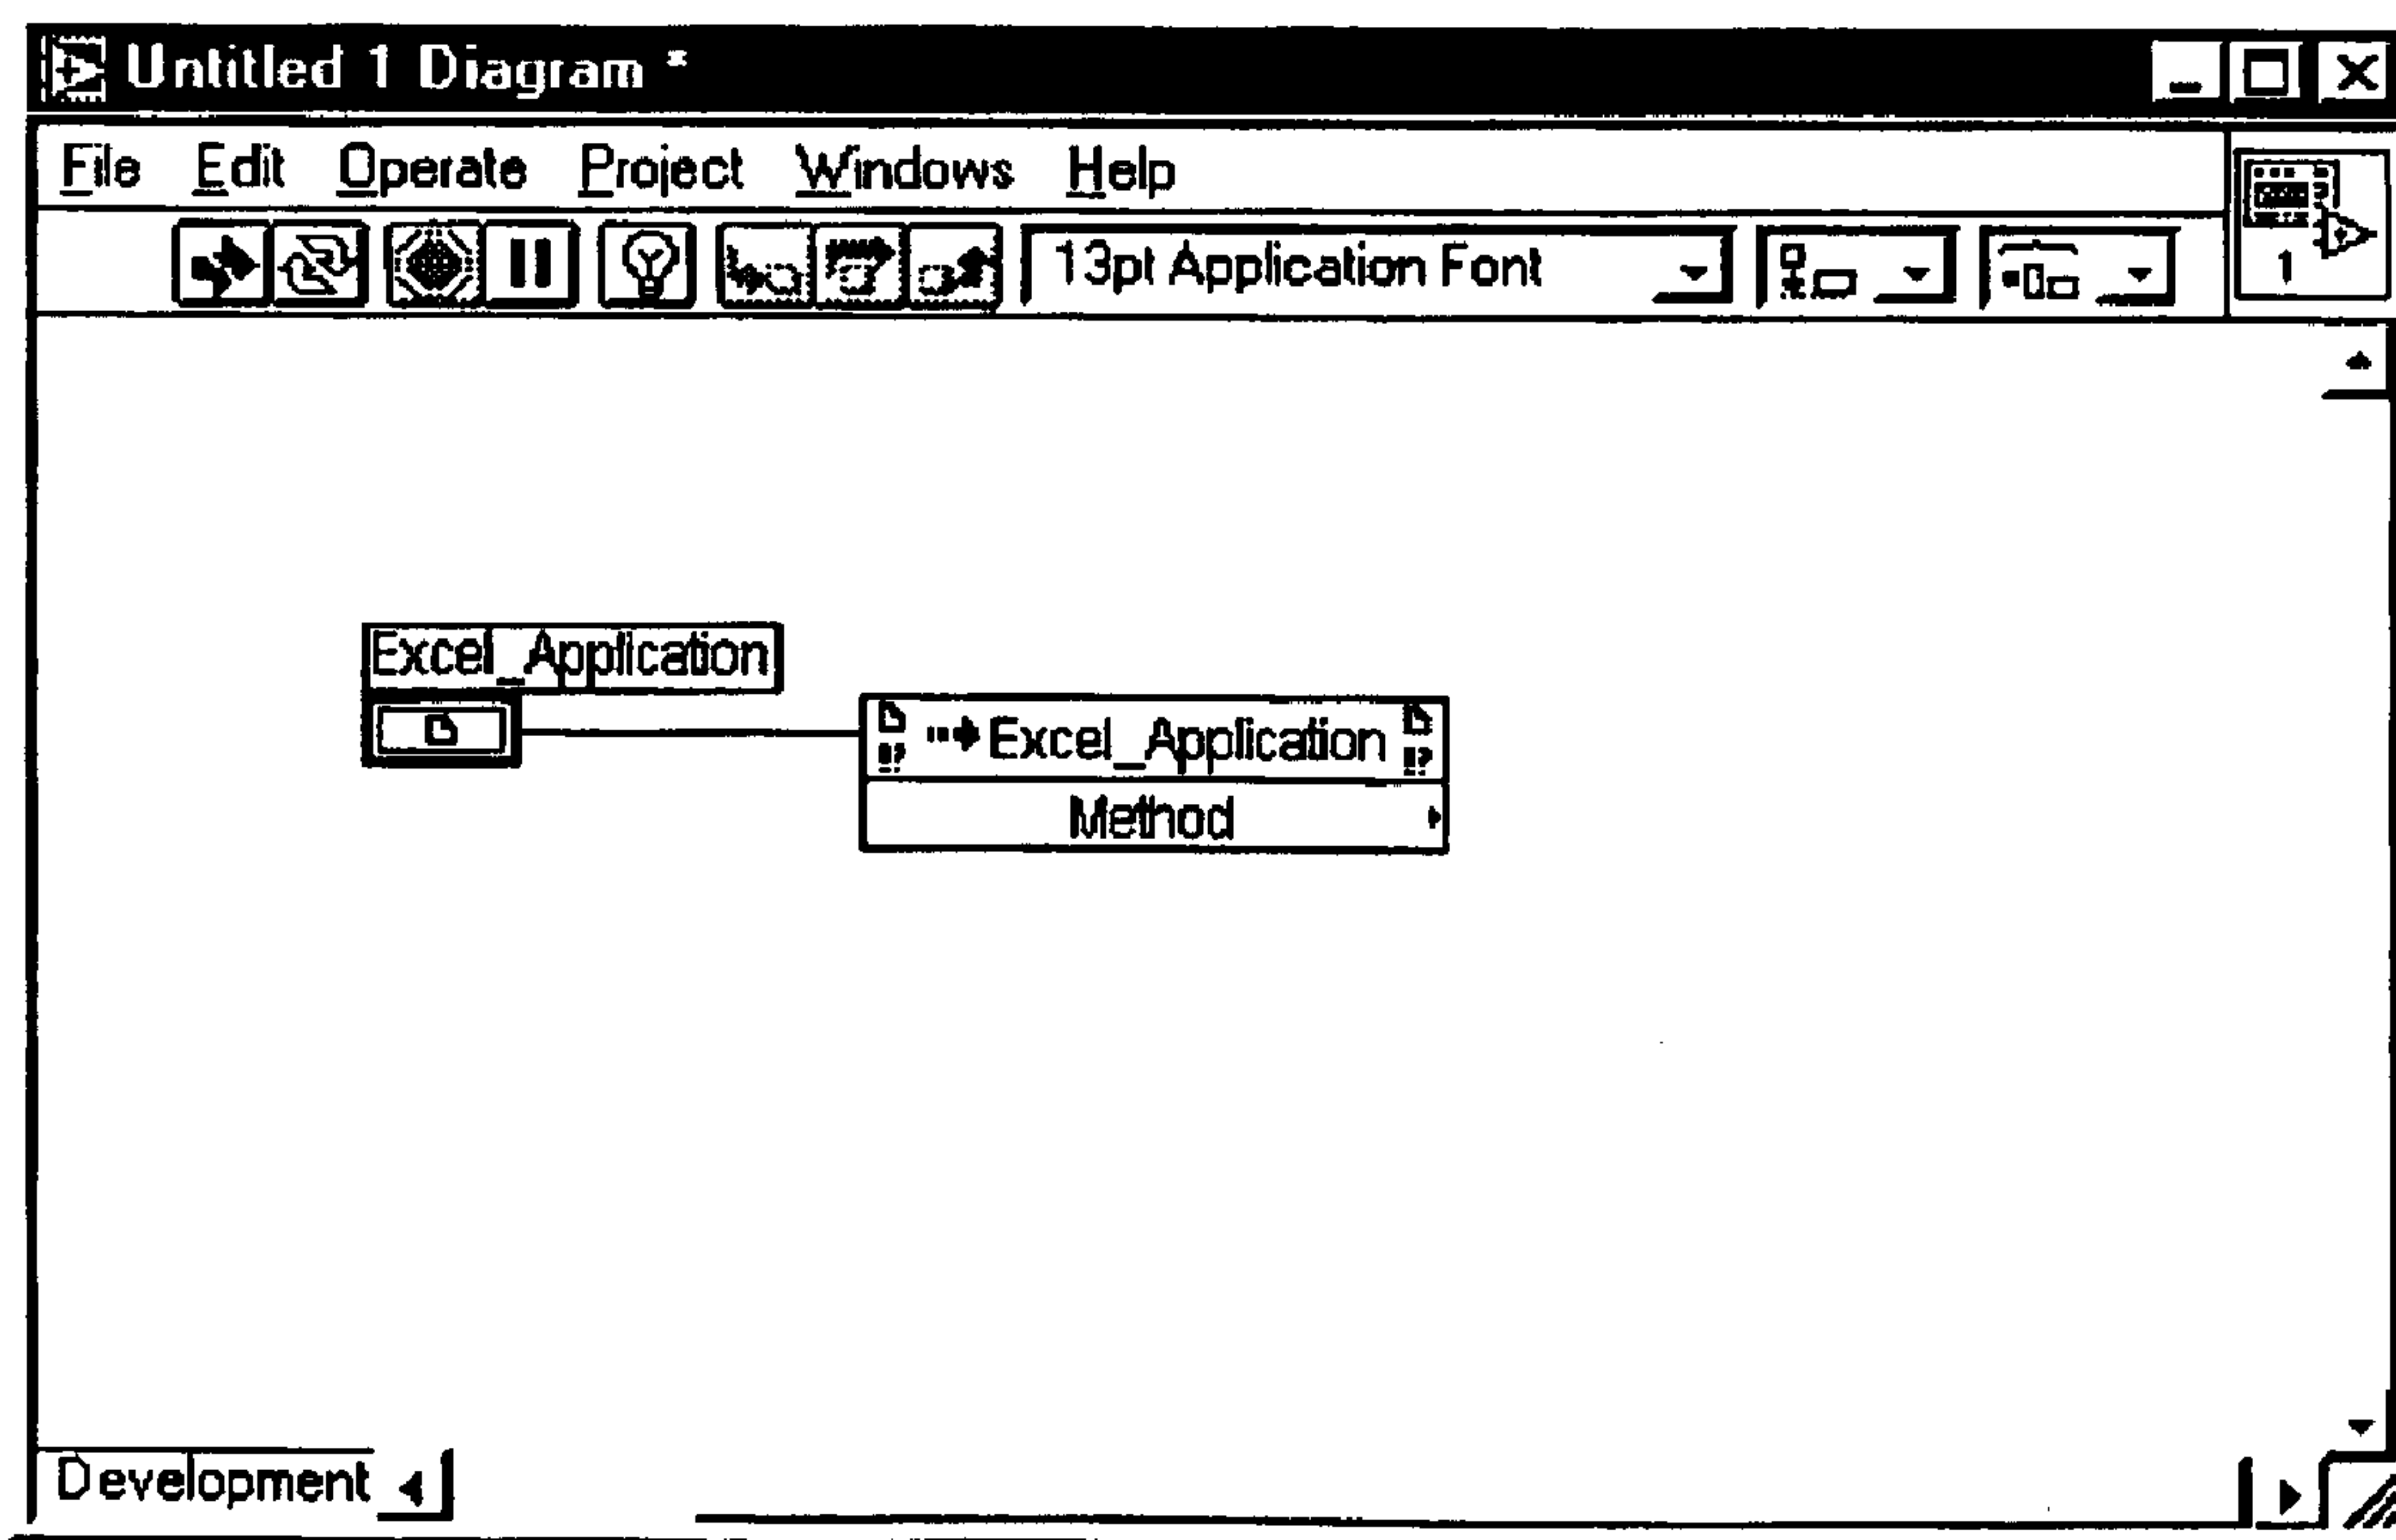 Untitled 1 Diagram *
File Edit Operate Project Windows Help
13pt Application Font
1
Excel_Application
Excel_Application
Method
Development